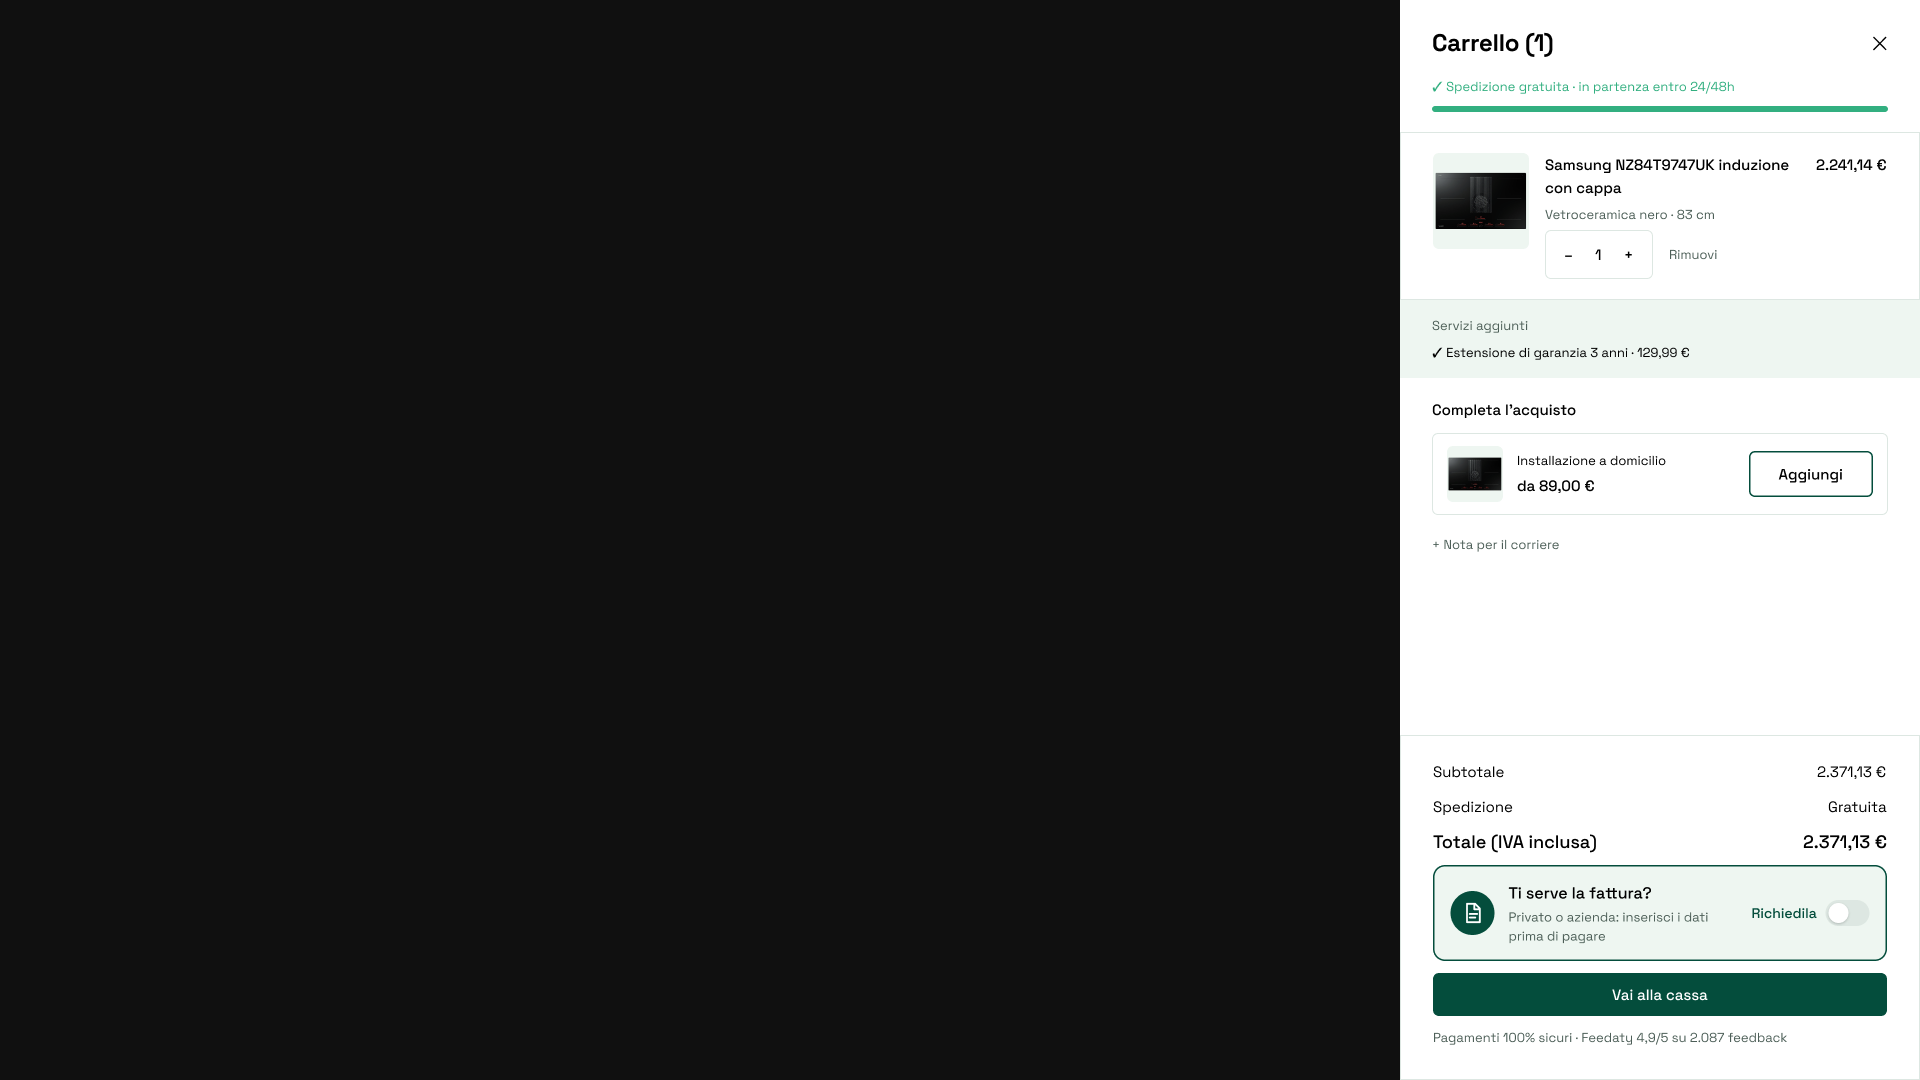 Carrello (1)
✓ Spedizione gratuita · in partenza entro 24/48h
Samsung NZ84T9747UK induzione con cappa
2.241,14 €
Vetroceramica nero · 83 cm
– 1 +
Rimuovi
Servizi aggiunti
✓ Estensione di garanzia 3 anni · 129,99 €
Completa l'acquisto
Installazione a domicilio
da 89,00 €
Aggiungi
+ Nota per il corriere
Subtotale 2.371,13 €
Spedizione Gratuita
Totale (IVA inclusa) 2.371,13 €
Ti serve la fattura?
Privato o azienda: inserisci i dati
prima di pagare
Richiedila
Vai alla cassa
Pagamenti 100% sicuri · Feedaty 4,9/5 su 2.087 feedback